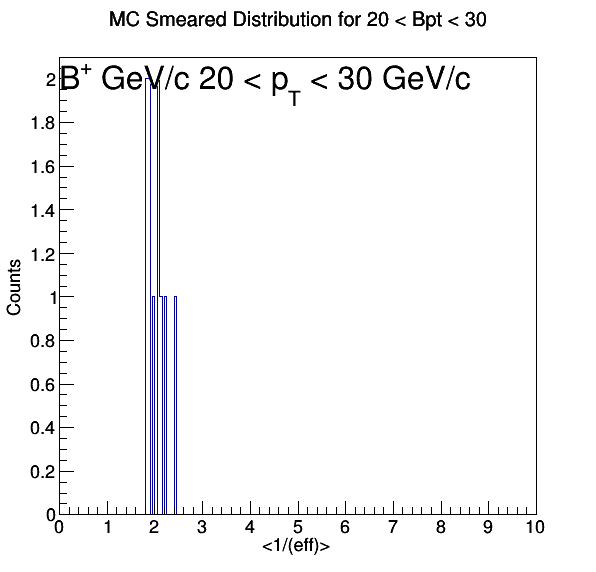 MC Smeared Distribution for 20 < Bpt < 30
B+ GeV/c 20 < pT < 30 GeV/c
2
1.8
1.6
1.4
1.2
1
0.8
0.6
0.4
0.2
0
Counts
0 1 2 3 4 5 6 7 8 9 10
<1/(eff)>